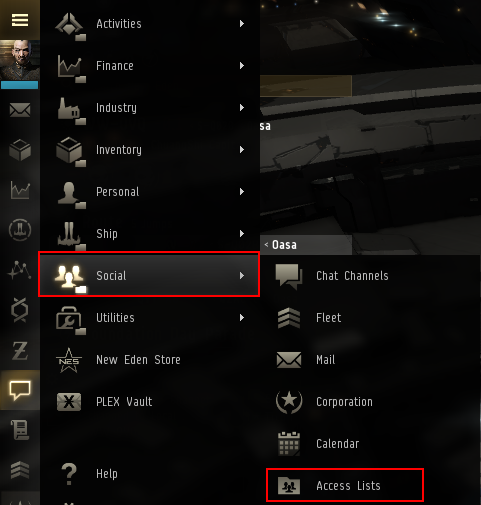 Activities
Finance
Industry
Inventory
Personal
Ship
Social
Utilities
New Eden Store
PLEX Vault
Help
sa
< Oasa
Chat Channels
Fleet
Mail
Corporation
Calendar
Access Lists
NES